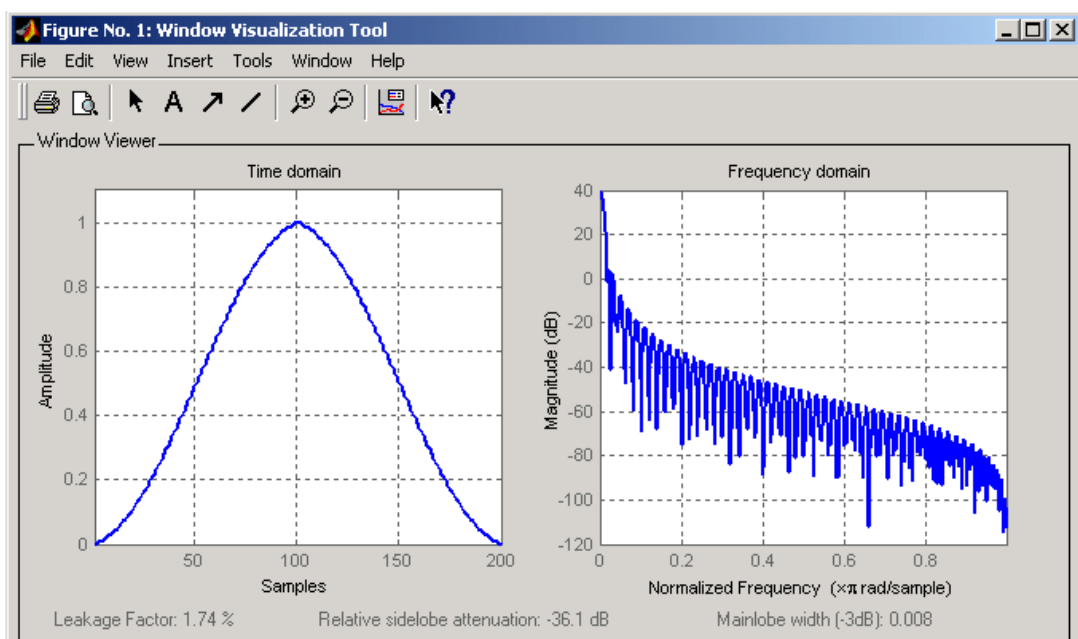 Figure No. 1: Window Visualization Tool
File Edit View Insert Tools Window Help
A
Window Viewer
Time domain
Frequency domain
1
0.8
0.6
0.4
0.2
0
50 100 150 200
Amplitude
Samples
40
20
0
-20
-40
-60
-80
-100
-120
0 0.2 0.4 0.6 0.8
Magnitude (dB)
Normalized Frequency (×π rad/sample)
Leakage Factor: 1.74 %
Relative sidelobe attenuation: -36.1 dB
Mainlobe width (-3dB): 0.008